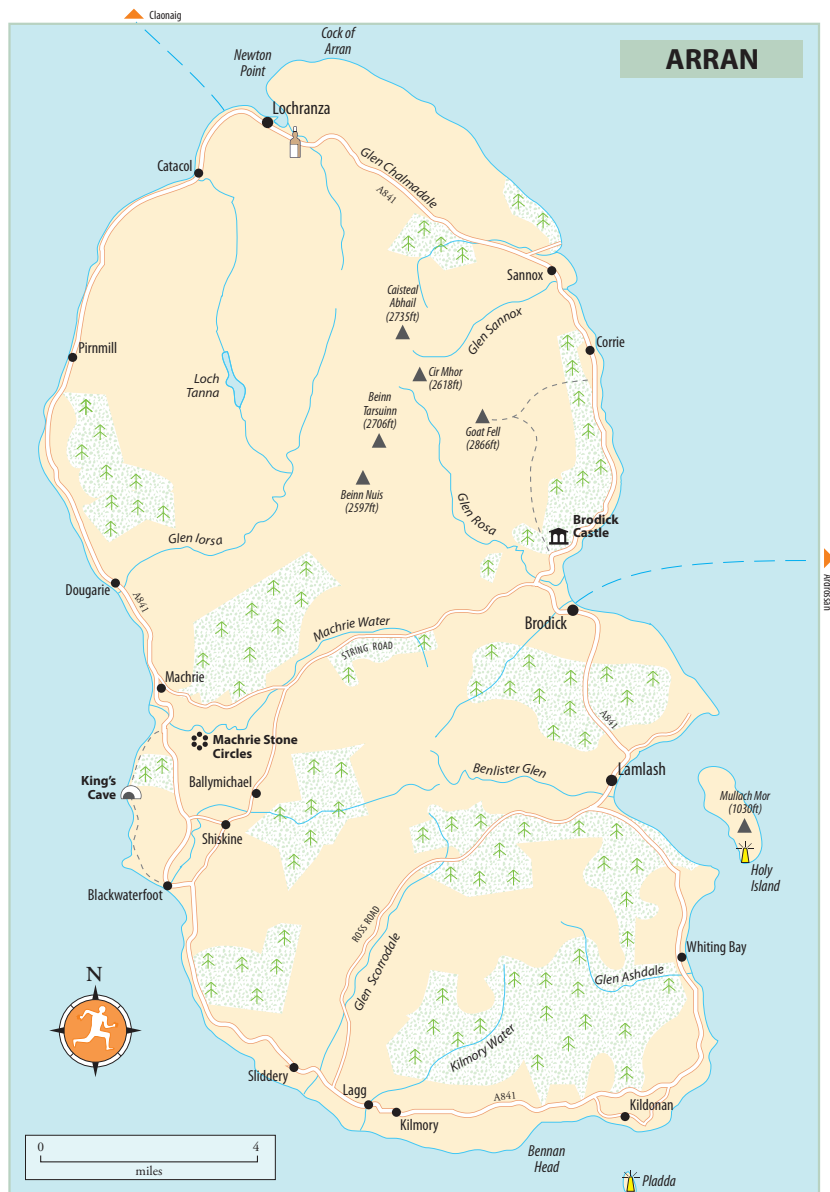 Claonaig
ARRAN
Cock of
Arran
Newton
Point
Lochranza
Catacol
Glen Chalmadale
A841
Sannox
Caisteal
Abhail
(2735ft)
Glen Sannox
Corrie
Pirnmill
Cir Mhor
(2618ft)
Loch
Tanna
Beinn
Tarsuinn
(2706ft)
Goat Fell
(2866ft)
Beinn Nuis
(2597ft)
Glen Rosa
Brodick
Castle
Glen Iorsa
Ardrossan
Dougarie
A841
Brodick
Machrie Water
STRING ROAD
Machrie
A841
Machrie Stone
Circles
King's
Cave
Ballymichael
Benlister Glen
Lamlash
Mullach Mor
(1030ft)
Shiskine
Holy
Island
Blackwaterfoot
ROSS ROAD
Glen Scorrodale
Whiting Bay
Glen Ashdale
N
Kilmory Water
Sliddery
Lagg
A841
Kilmory
Kildonan
Bennan
Head
Pladda
0 4
miles